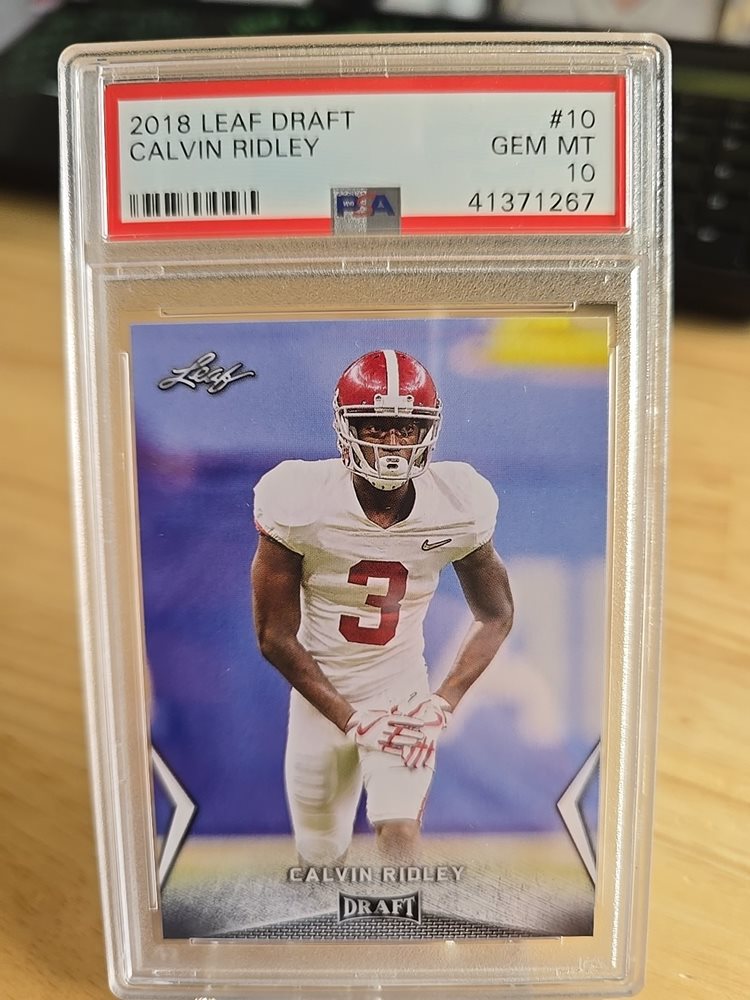 2018 LEAF DRAFT #10
CALVIN RIDLEY GEM MT
10
PSA 41371267
Leaf
3
CALVIN RIDLEY
DRAFT